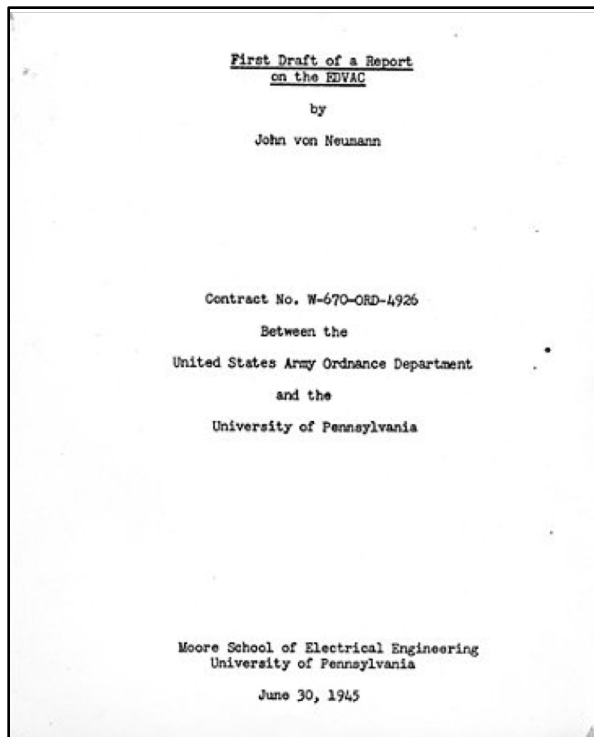 First Draft of a Report
on the EDVAC
by
John von Neumann
Contract No. W-670-ORD-4926
Between the
United States Army Ordnance Department
and the
University of Pennsylvania
Moore School of Electrical Engineering
University of Pennsylvania
June 30, 1945